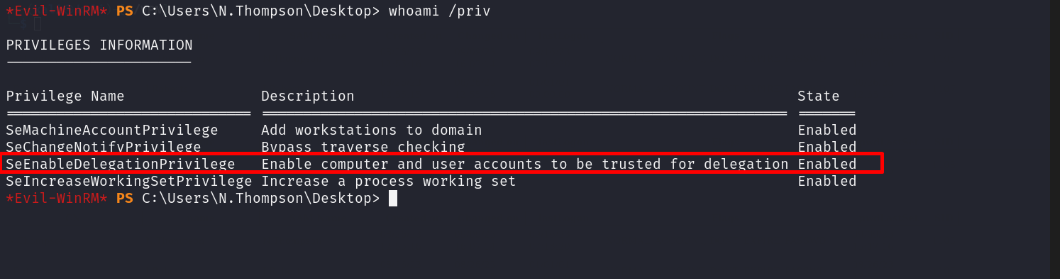 *Evil-WinRM* PS C:\Users\N.Thompson\Desktop> whoami /priv
PRIVILEGES INFORMATION
Privilege Name Description State
SeMachineAccountPrivilege Add workstations to domain Enabled
SeChangeNotifyPrivilege Bypass traverse checking Enabled
SeEnableDelegationPrivilege Enable computer and user accounts to be trusted for delegation Enabled
SeIncreaseWorkingSetPrivilege Increase a process working set Enabled
*Evil-WinRM* PS C:\Users\N.Thompson\Desktop>